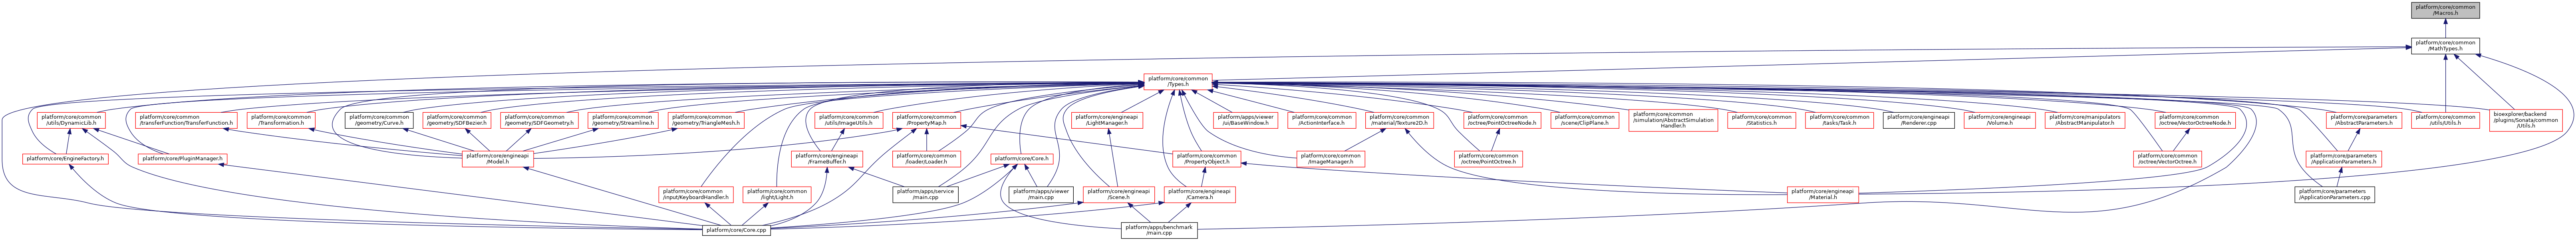 platform/core/common
/Macros.h
platform/core/common
/MathTypes.h
platform/core/common
/Types.h
platform/core/common
/utils/DynamicLib.h
platform/core/common
/transferFunction/TransferFunction.h
platform/core/common
/Transformation.h
platform/core/common
/geometry/Curve.h
platform/core/common
/geometry/SDFBezier.h
platform/core/common
/geometry/SDFGeometry.h
platform/core/common
/geometry/Streamline.h
platform/core/common
/geometry/TriangleMesh.h
platform/core/common
/utils/ImageUtils.h
platform/core/common
/PropertyMap.h
platform/core/engineapi
/LightManager.h
platform/apps/viewer
/ui/BaseWindow.h
platform/core/common
/ActionInterface.h
platform/core/common
/material/Texture2D.h
platform/core/common
/octree/PointOctreeNode.h
platform/core/common
/scene/ClipPlane.h
platform/core/common
/simulation/AbstractSimulation
Handler.h
platform/core/common
/Statistics.h
platform/core/common
/tasks/Task.h
platform/core/engineapi
/Renderer.cpp
platform/core/engineapi
/Volume.h
platform/core/manipulators
/AbstractManipulator.h
platform/core/common
/octree/VectorOctreeNode.h
platform/core/parameters
/AbstractParameters.h
platform/core/common
/utils/Utils.h
bioexplorer/backend
/plugins/Sonata/common
/Utils.h
platform/core/EngineFactory.h
platform/core/PluginManager.h
platform/core/engineapi
/Model.h
platform/core/engineapi
/FrameBuffer.h
platform/core/common
/loader/Loader.h
platform/core/Core.h
platform/core/common
/PropertyObject.h
platform/core/common
/ImageManager.h
platform/core/common
/octree/PointOctree.h
platform/core/common
/octree/VectorOctree.h
platform/core/parameters
/ApplicationParameters.h
platform/core/common
/input/KeyboardHandler.h
platform/core/common
/light/Light.h
platform/apps/service
/main.cpp
platform/apps/viewer
/main.cpp
platform/core/engineapi
/Scene.h
platform/core/engineapi
/Camera.h
platform/core/engineapi
/Material.h
platform/core/parameters
/ApplicationParameters.cpp
platform/core/Core.cpp
platform/apps/benchmark
/main.cpp